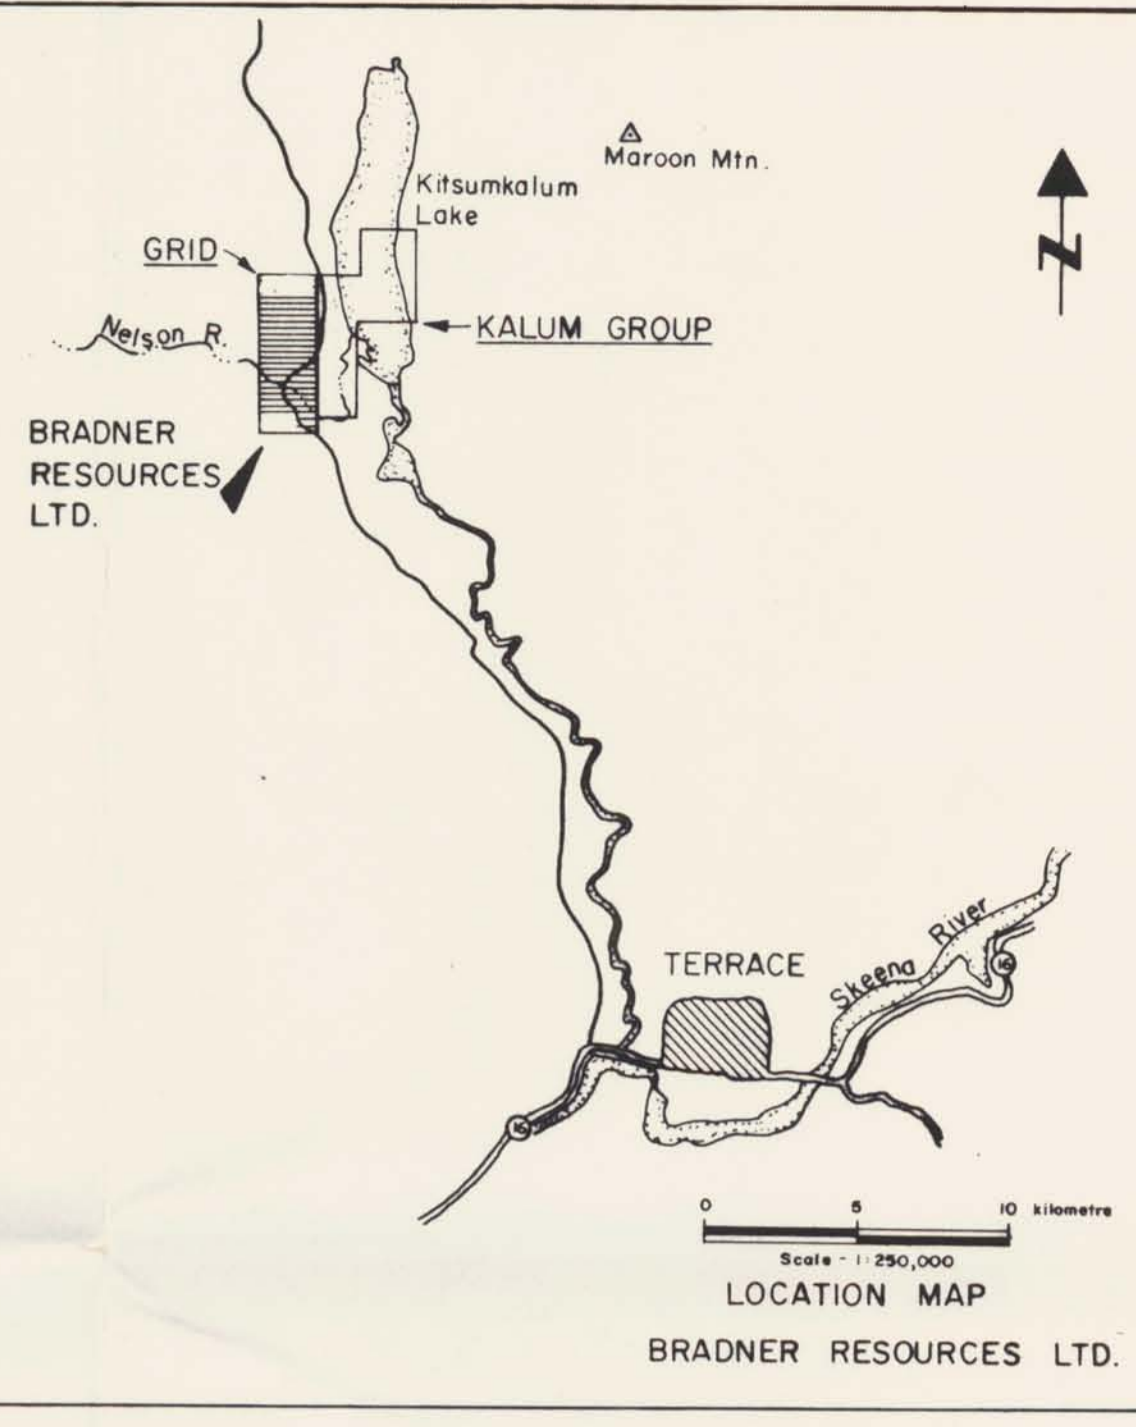 Maroon Mtn.
Kitsumkalum
Lake
GRID
Nelson R.
KALUM GROUP
BRADNER
RESOURCES
LTD.
N
TERRACE
Skeena River
16
16
0 5 10 kilometre
Scale - 1:250,000
LOCATION MAP
BRADNER RESOURCES LTD.